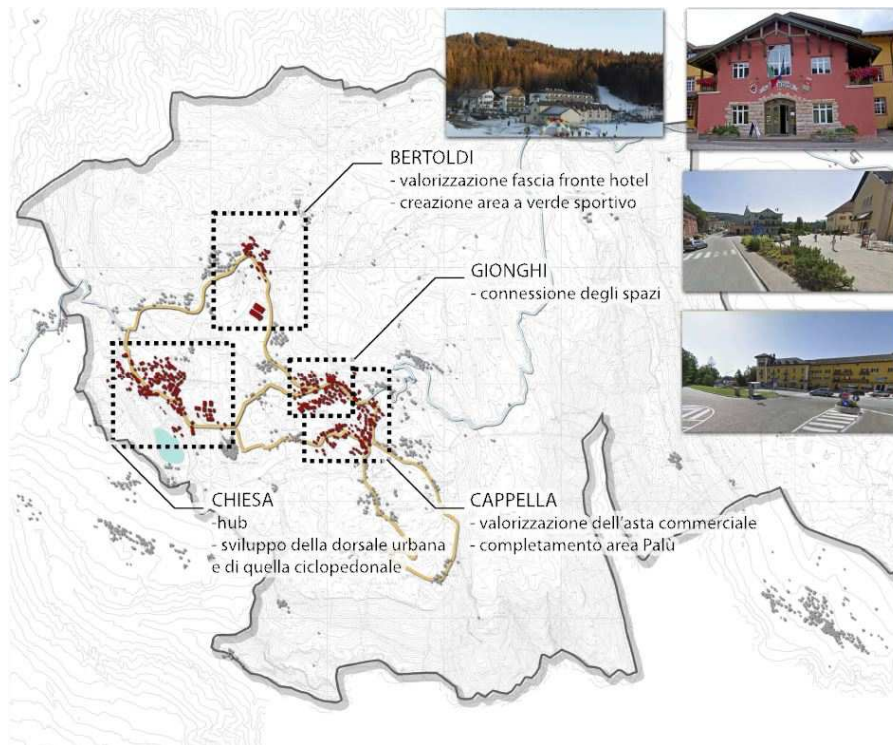 BERTOLDI
- valorizzazione fascia fronte hotel
- creazione area a verde sportivo
GIONGHI
- connessione degli spazi
CHIESA
-hub
- sviluppo della dorsale urbana
e di quella ciclopedonale
CAPPELLA
- valorizzazione dell'asta commerciale
- completamento area Palù